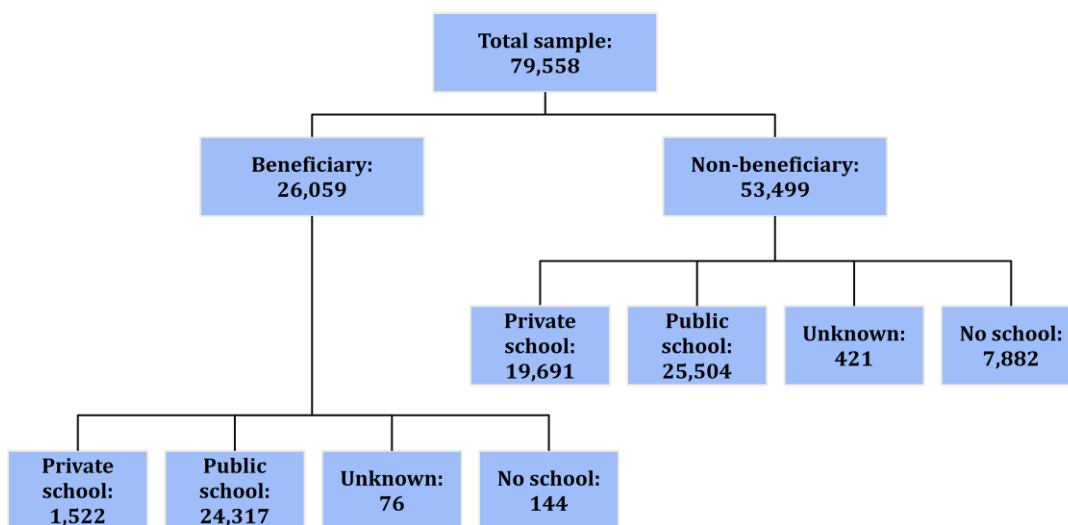 Total sample:
79,558
Beneficiary:
26,059
Non-beneficiary:
53,499
Private
school:
19,691
Public
school:
25,504
Unknown:
421
No school:
7,882
Private
school:
1,522
Public
school:
24,317
Unknown:
76
No school:
144